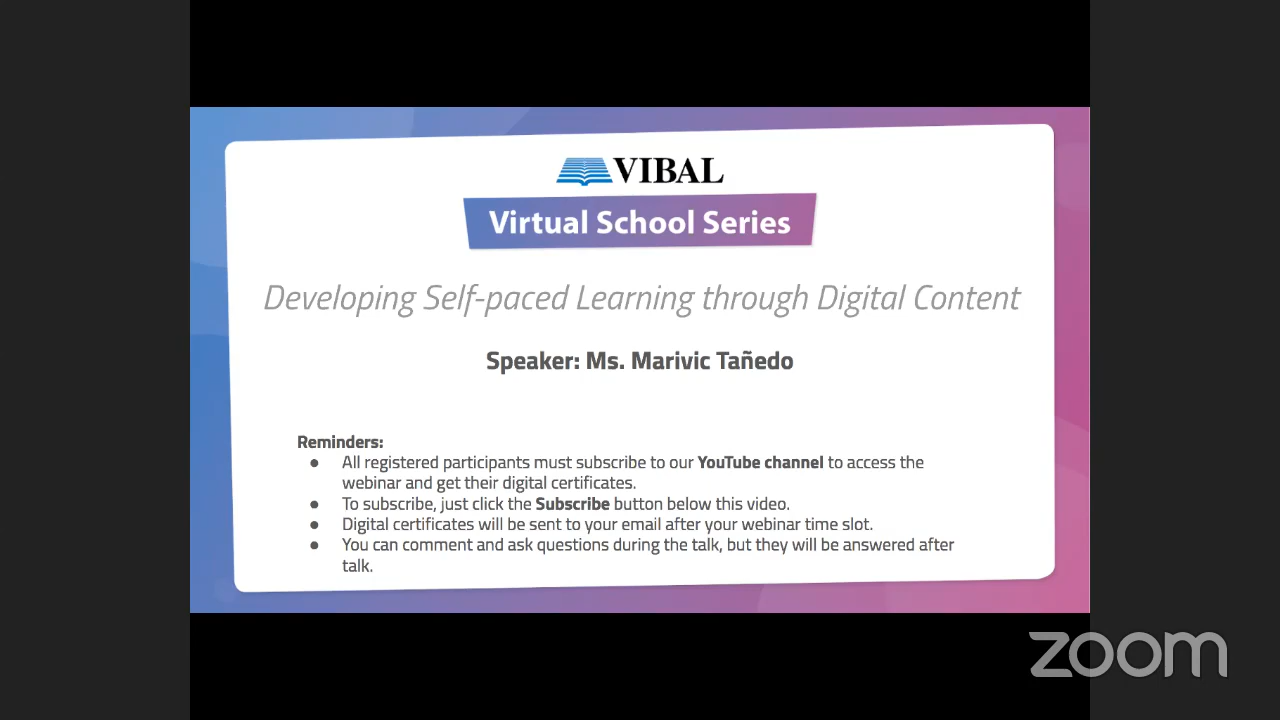 VIBAL
Virtual School Series
Developing Self-paced Learning through Digital Content
Speaker: Ms. Marivic Tañedo
Reminders:
● All registered participants must subscribe to our YouTube channel to access the
webinar and get their digital certificates.
● To subscribe, just click the Subscribe button below this video.
● Digital certificates will be sent to your email after your webinar time slot.
● You can comment and ask questions during the talk, but they will be answered after
talk.
zoom